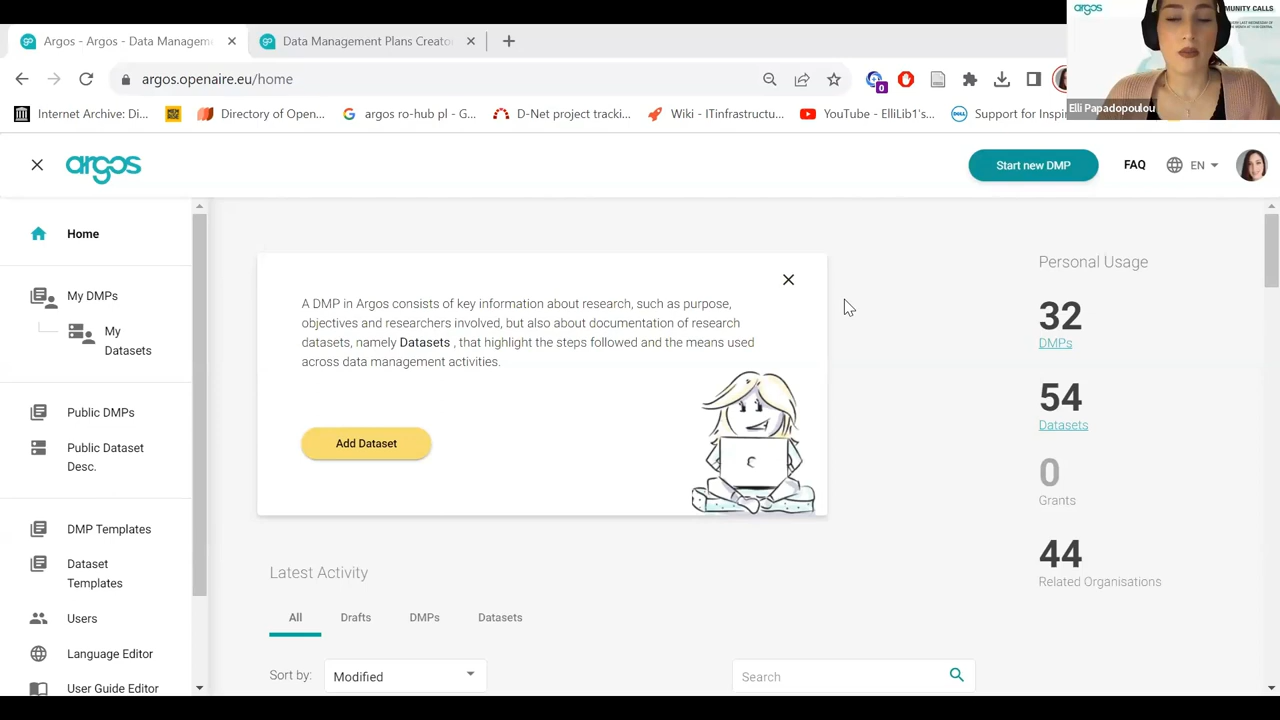 Argos - Argos - Data Manageme
Data Management Plans Creato
argos.openaire.eu/home
0
Internet Archive: Di...
Directory of Open...
argos ro-hub pl - G...
D-Net project tracki...
Wiki - ITinfrastructu...
YouTube - ElliLib1's...
Support for Inspi
argos
MUNITY CALLS
Elli Papadopoulou
argos
Start new DMP
FAQ
EN
Home
My DMPs
My
Datasets
Public DMPs
Public Dataset
Desc.
DMP Templates
Dataset
Templates
Users
Language Editor
User Guide Editor
A DMP in Argos consists of key information about research, such as purpose,
objectives and researchers involved, but also about documentation of research
datasets, namely Datasets , that highlight the steps followed and the means used
across data management activities.
Add Dataset
Personal Usage
32
DMPs
54
Datasets
0
Grants
44
Related Organisations
Latest Activity
All
Drafts
DMPs
Datasets
Sort by:
Modified
Search